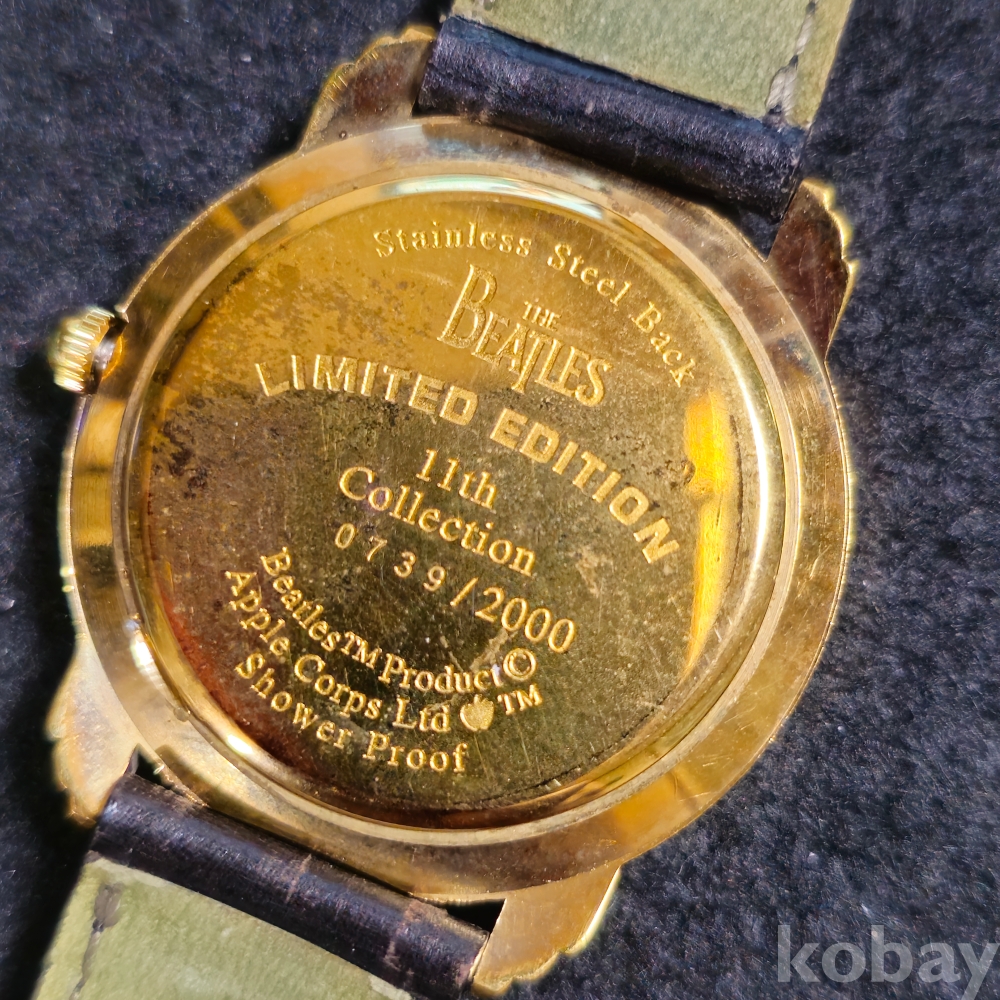 Stainless Steel Back
THE
BEATLES
LIMITED EDITION
11th
Collection
0739/2000
Beatles™ Product©
Apple Corps Ltd ™
Shower Proof
kobay